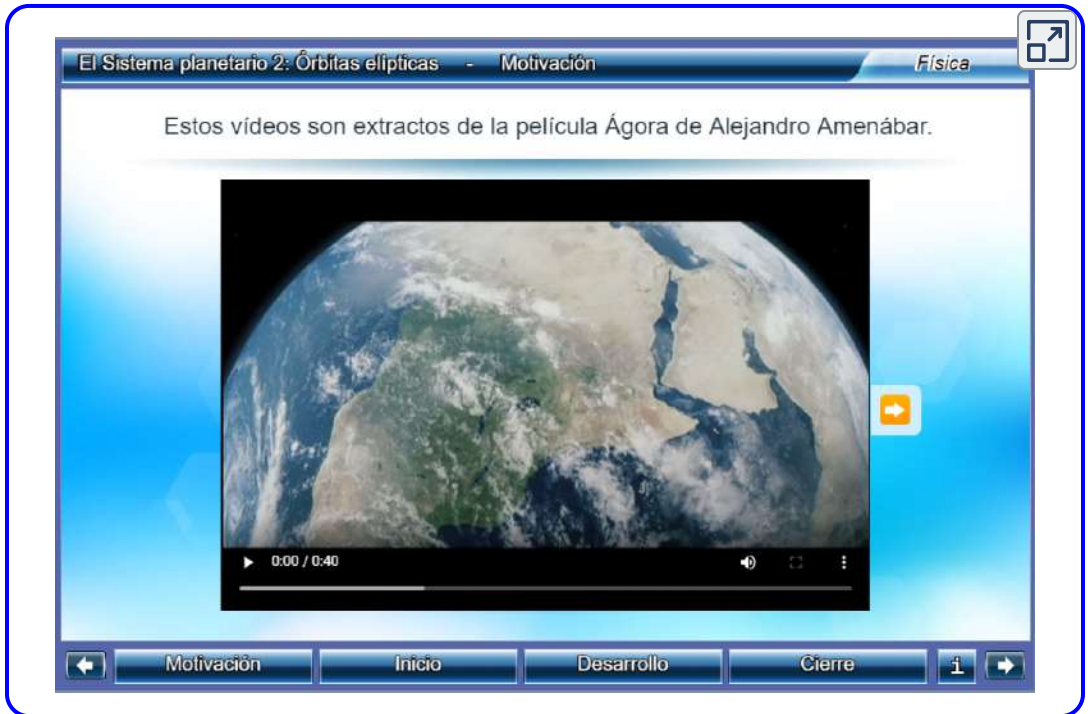 El Sistema planetario 2: Órbitas elípticas - Motivación Física
Estos vídeos son extractos de la película Ágora de Alejandro Amenábar.
0:00 / 0:40
Motivación Inicio Desarrollo Cierre i